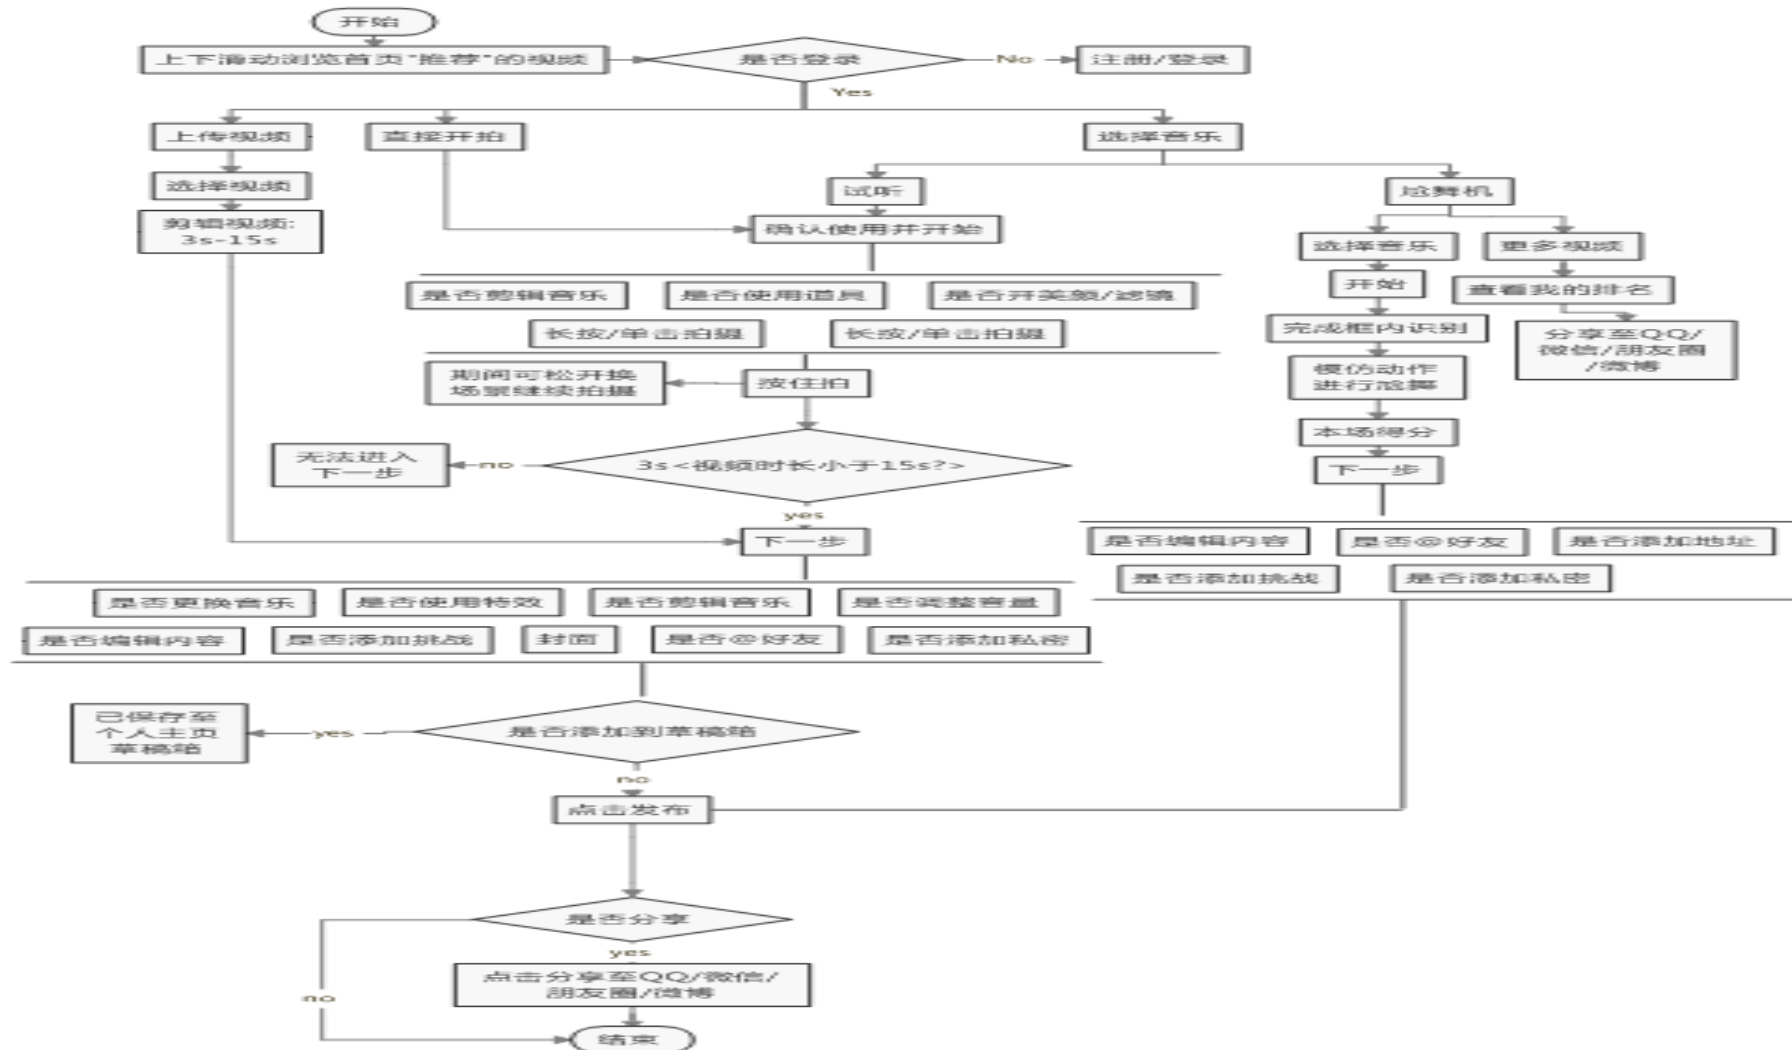 开始
上下滑动浏览首页"推荐"的视频
是否登录
No
注册/登录
Yes
上传视频
直接开拍
选择音乐
选择视频
试听
尬舞机
剪辑视频:
3s-15s
确认使用并开始
选择音乐
更多视频
开始
查看我的排名
是否剪辑音乐
是否使用道具
是否开美颜/滤镜
完成框内识别
分享至QQ/
微信/朋友圈
/微博
长按/单击拍摄
长按/单击拍摄
模仿动作
进行尬舞
期间可松开换
场景继续拍摄
按住拍
本场得分
无法进入
下一步
no
3s<视频时长小于15s?>
下一步
yes
下一步
是否编辑内容
是否@好友
是否添加地址
是否添加挑战
是否添加私密
是否更换音乐
是否使用特效
是否剪辑音乐
是否调整音量
是否编辑内容
是否添加挑战
封面
是否@好友
是否添加私密
已保存至
个人主页
草稿箱
yes
是否添加到草稿箱
no
点击发布
是否分享
yes
点击分享至QQ/微信/
朋友圈/微博
no
结束